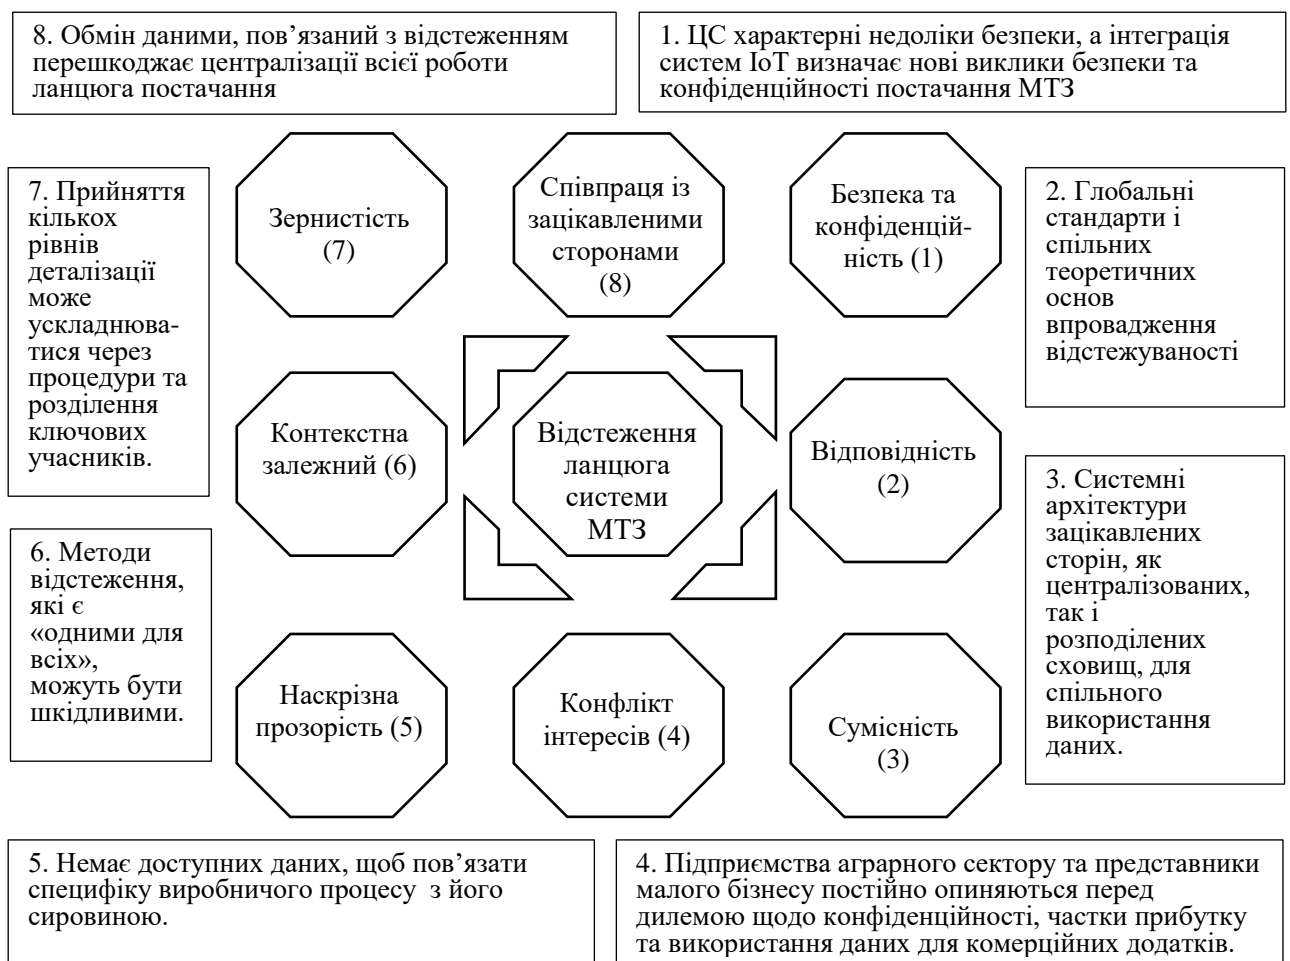 8. Обмін даними, пов’язаний з відстеженням
перешкоджає централізації всієї роботи
ланцюга постачання
1. ЦС характерні недоліки безпеки, а інтеграція
систем IoT визначає нові виклики безпеки та
конфіденційності постачання МТЗ
7. Прийняття
кількох
рівнів
деталізації
може
ускладнюва-
тися через
процедури та
розділення
ключових
учасників.
Зернистість
(7)
Співпраця із
зацікавленими
сторонами
(8)
Безпека та
конфіденцій-
ність (1)
2. Глобальні
стандарти і
спільних
теоретичних
основ
впровадження
відстежуваності
Контекстна
залежний (6)
Відстеження
ланцюга
системи
МТЗ
Відповідність
(2)
3. Системні
архітектури
зацікавлених
сторін, як
централізованих,
так і
розподілених
сховищ, для
спільного
використання
даних.
6. Методи
відстеження,
які є
«одними для
всіх»,
можуть бути
шкідливими.
Наскрізна
прозорість (5)
Конфлікт
інтересів (4)
Сумісність
(3)
5. Немає доступних даних, щоб пов’язати
специфіку виробничого процесу з його
сировиною.
4. Підприємства аграрного сектору та представники
малого бізнесу постійно опиняються перед
дилемою щодо конфіденційності, частки прибутку
та використання даних для комерційних додатків.